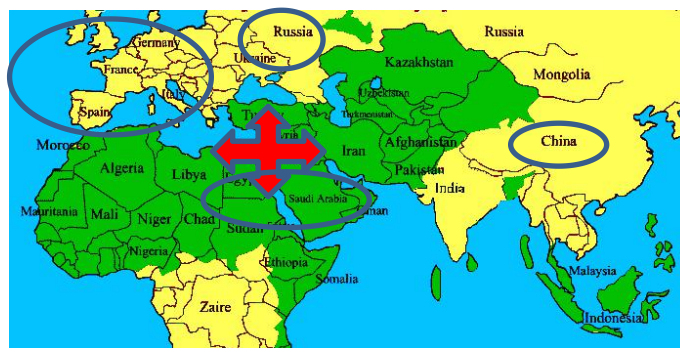 Russia
Germany
Russia
France
Ukraine
Kazakhstan
Mongolia
Italy
Uzbekistan
Spain
Turkmenistan
China
Morocco
Afghanistan
Iran
Algeria
Libya
Pakistan
India
Saudi Arabia
Mauritania
Mali
Niger
Chad
Sudan
Nigeria
Ethiopia
Malaysia
Somalia
Zaire
Indonesia